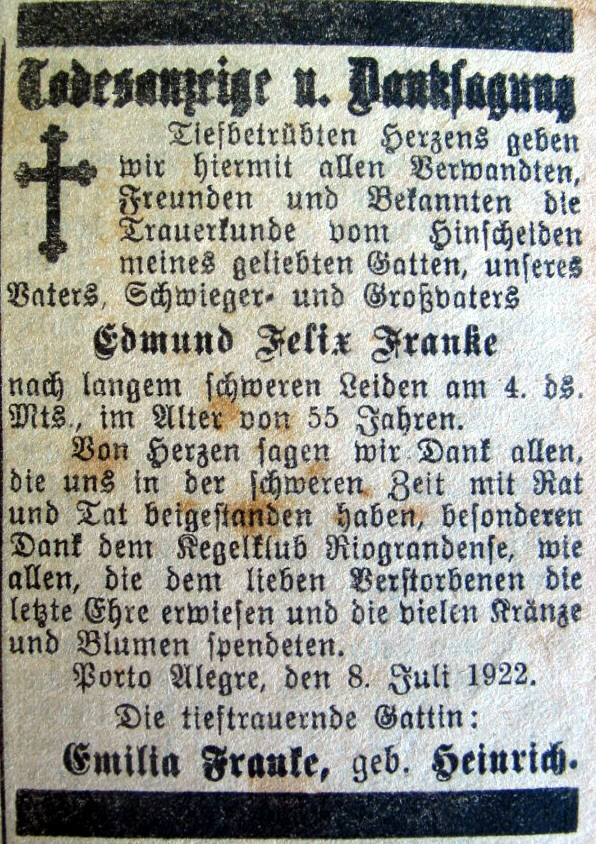 Todesanzeige u. Danksagung
Tiefbetrübten Herzens geben
wir hiermit allen Verwandten,
Freunden und Bekannten die
Trauerkunde vom Hinscheiden
meines geliebten Gatten, unseres
Vaters, Schwieger- und Großvaters
Edmund Felix Franke
nach langem schweren Leiden am 4. ds.
Mts., im Alter von 55 Jahren.
Von Herzen sagen wir Dank allen,
die uns in der schweren Zeit mit Rat
und Tat beigestanden haben, besonderen
Dank dem Kegelklub Riograndense, wie
allen, die dem lieben Verstorbenen die
letzte Ehre erwiesen und die vielen Kränze
und Blumen spendeten.
Porto Alegre, den 8. Juli 1922.
Die tieftrauernde Gattin:
Emilia Franke, geb. Heinrich.